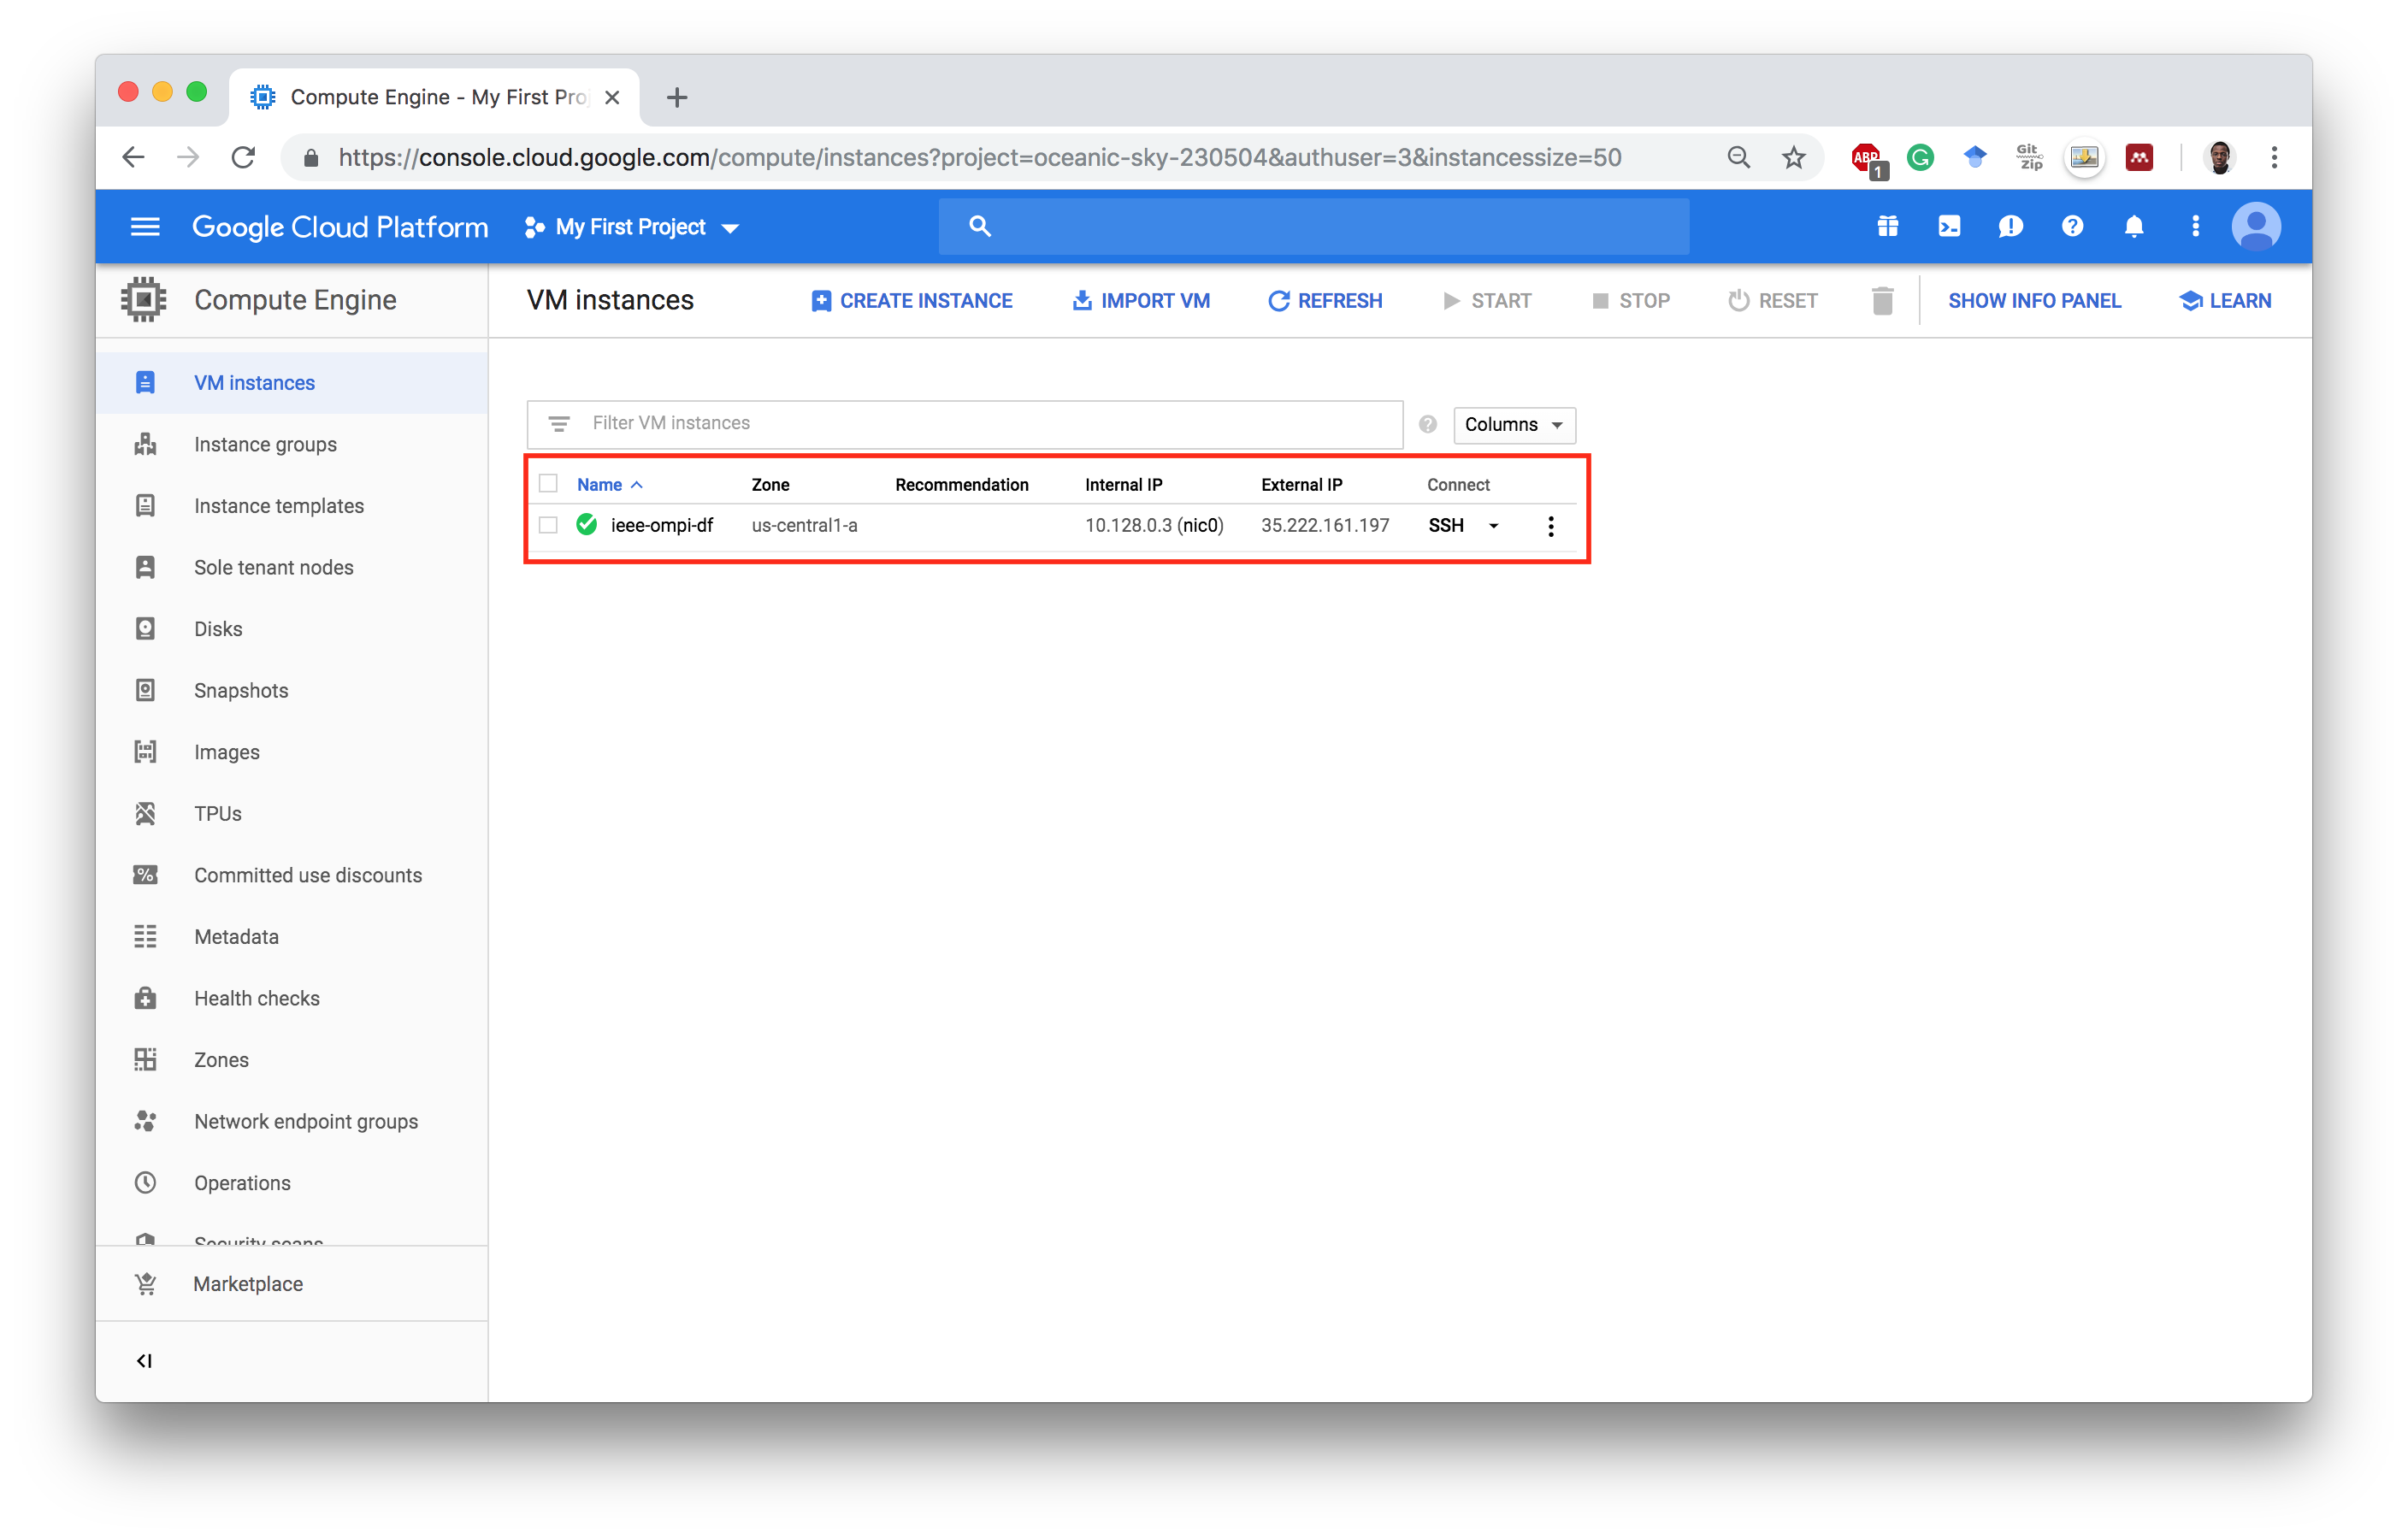 Compute Engine - My First Pro
https://console.cloud.google.com/compute/instances?project=oceanic-sky-230504&authuser=3&instancessize=50
ABP
1
Git
Zip
Google Cloud Platform
My First Project
Compute Engine
VM instances
CREATE INSTANCE
IMPORT VM
REFRESH
START
STOP
RESET
SHOW INFO PANEL
LEARN
VM instances
Instance groups
Instance templates
Sole tenant nodes
Disks
Snapshots
Images
TPUs
Committed use discounts
Metadata
Health checks
Zones
Network endpoint groups
Operations
Security scans
Marketplace
Filter VM instances
Columns
Name Zone Recommendation Internal IP External IP Connect
ieee-ompi-df us-central1-a 10.128.0.3 (nic0) 35.222.161.197 SSH